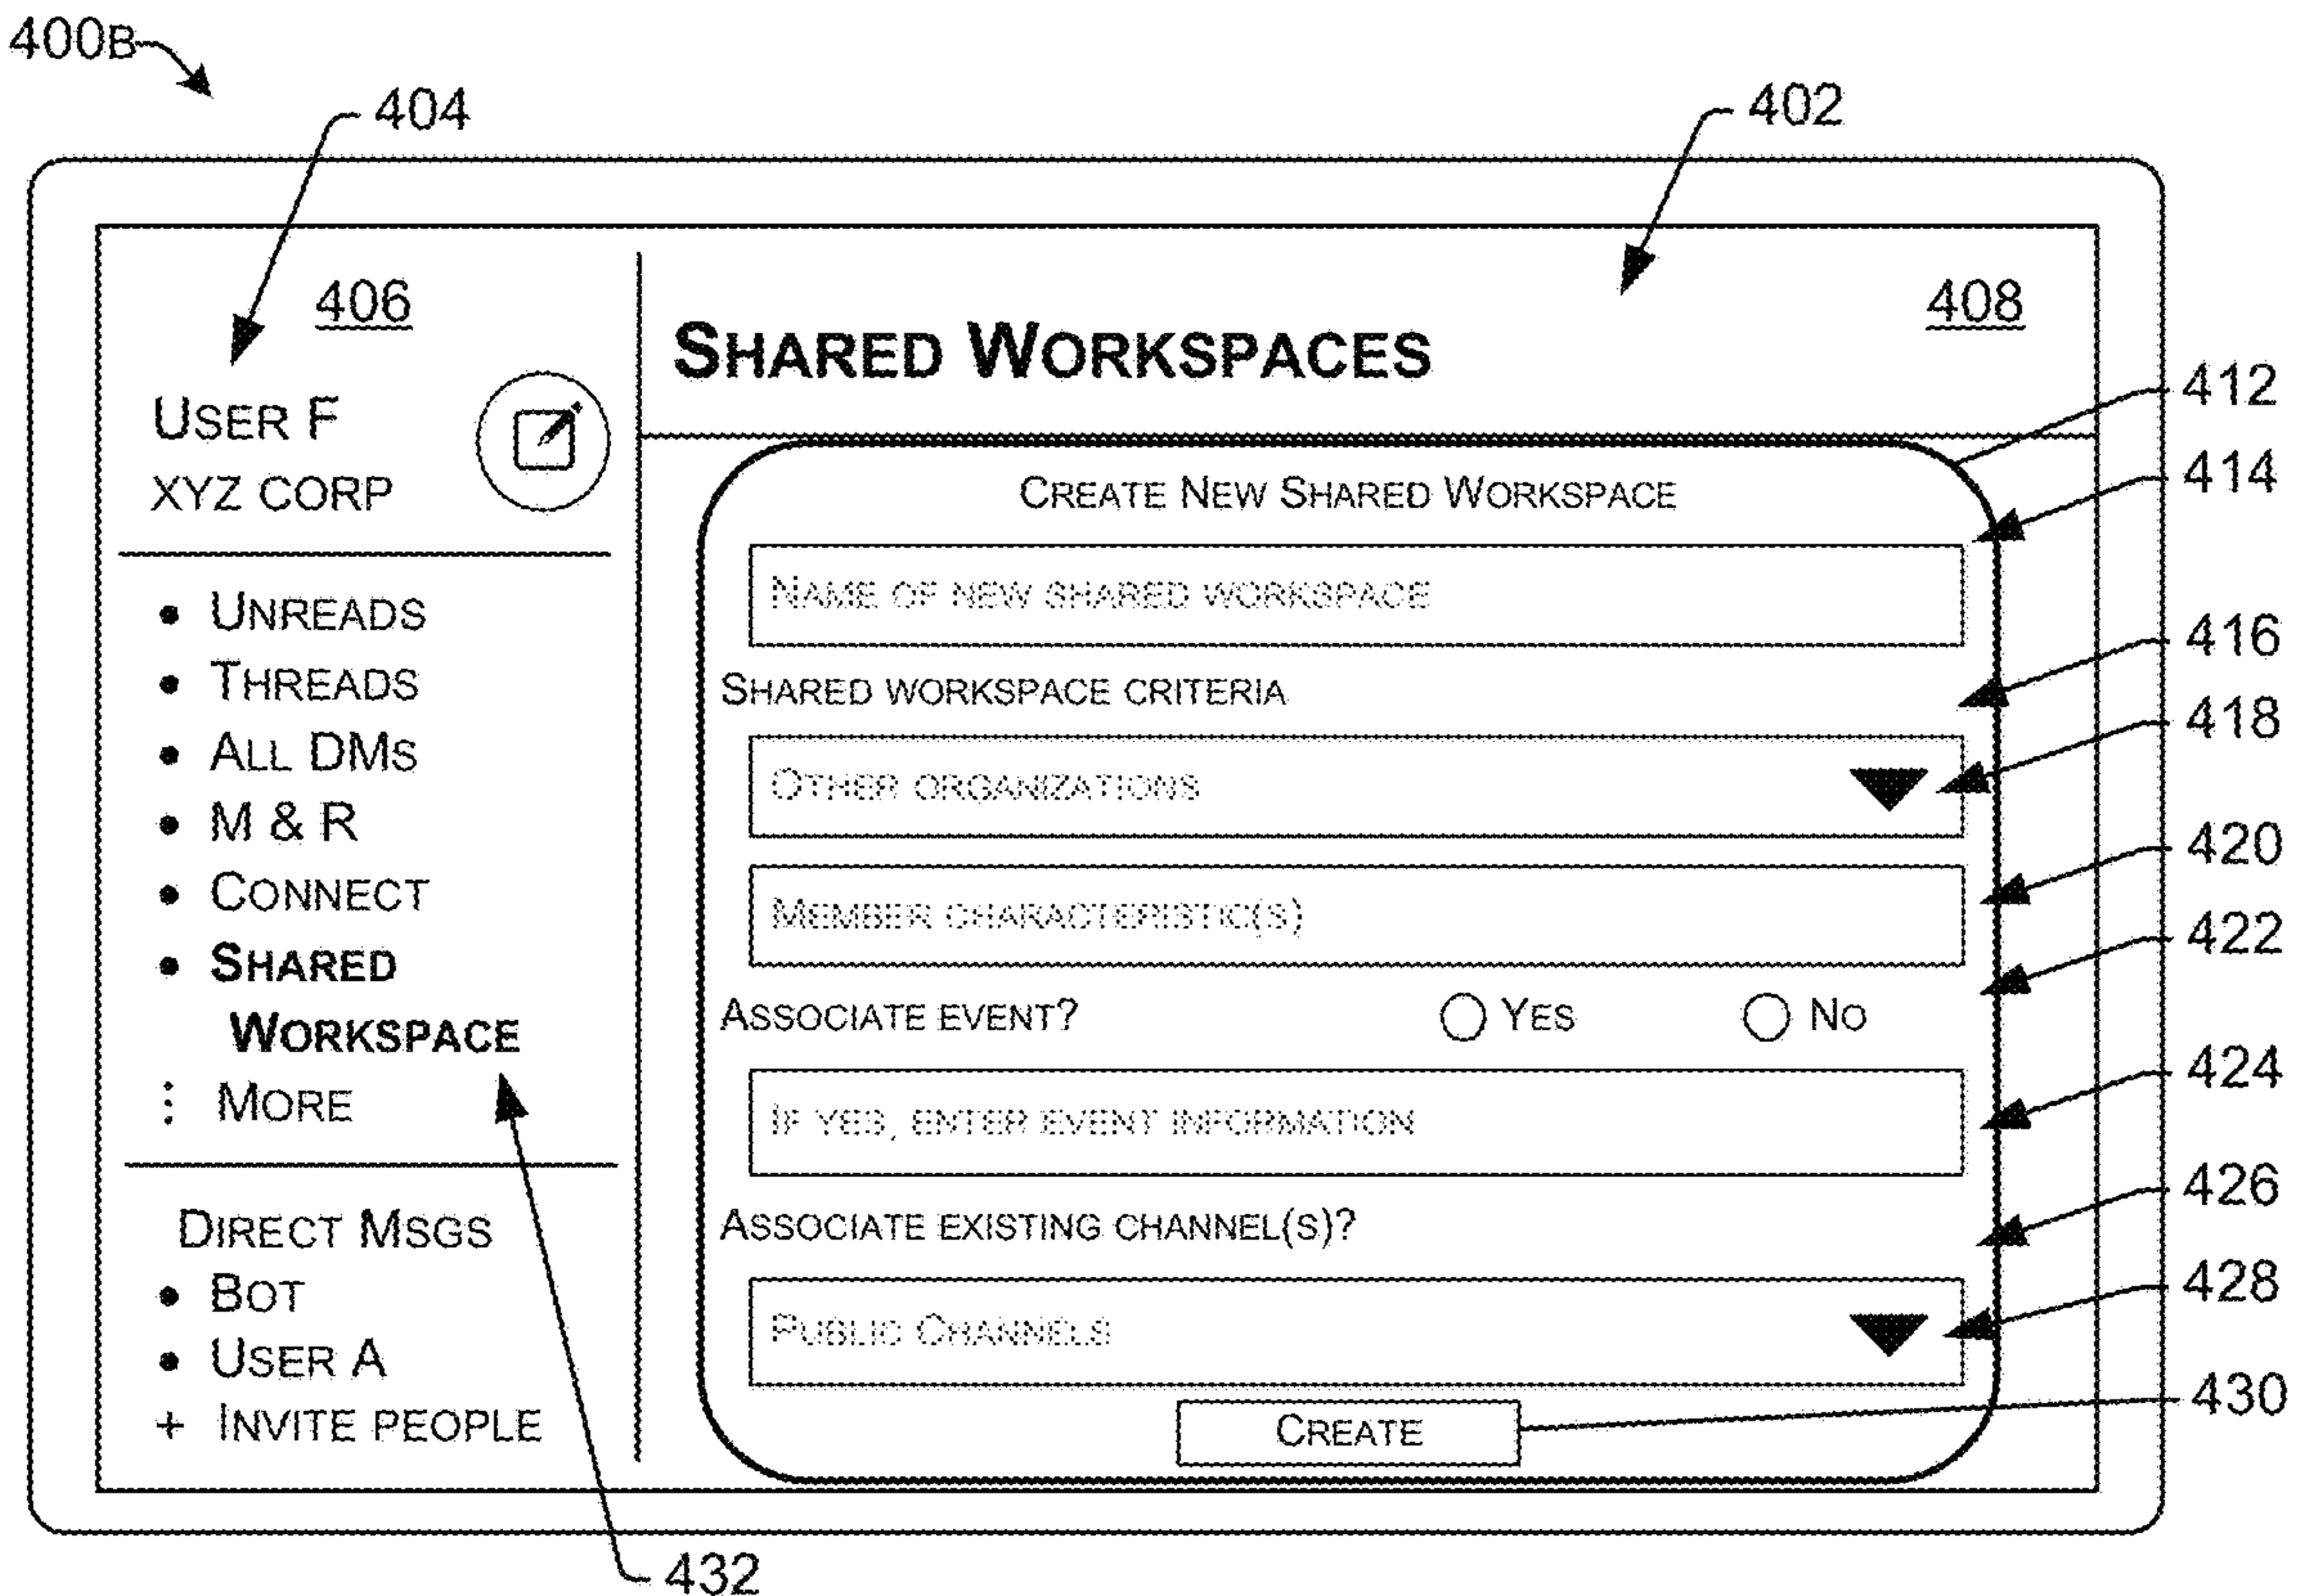 400B
404
402
406
408
SHARED WORKSPACES
USER F
XYZ CORP
412
414
CREATE NEW SHARED WORKSPACE
NAME OF NEW SHARED WORKSPACE
416
SHARED WORKSPACE CRITERIA
418
OTHER ORGANIZATIONS
420
MEMBER CHARACTERISTIC(S)
422
ASSOCIATE EVENT?
YES
NO
424
IF YES, ENTER EVENT INFORMATION
426
ASSOCIATE EXISTING CHANNEL(S)?
428
PUBLIC CHANNELS
430
CREATE
• UNREADS
• THREADS
• ALL DMS
• M & R
• CONNECT
• SHARED
WORKSPACE
⋮ MORE
DIRECT MSGS
• BOT
• USER A
+ INVITE PEOPLE
432